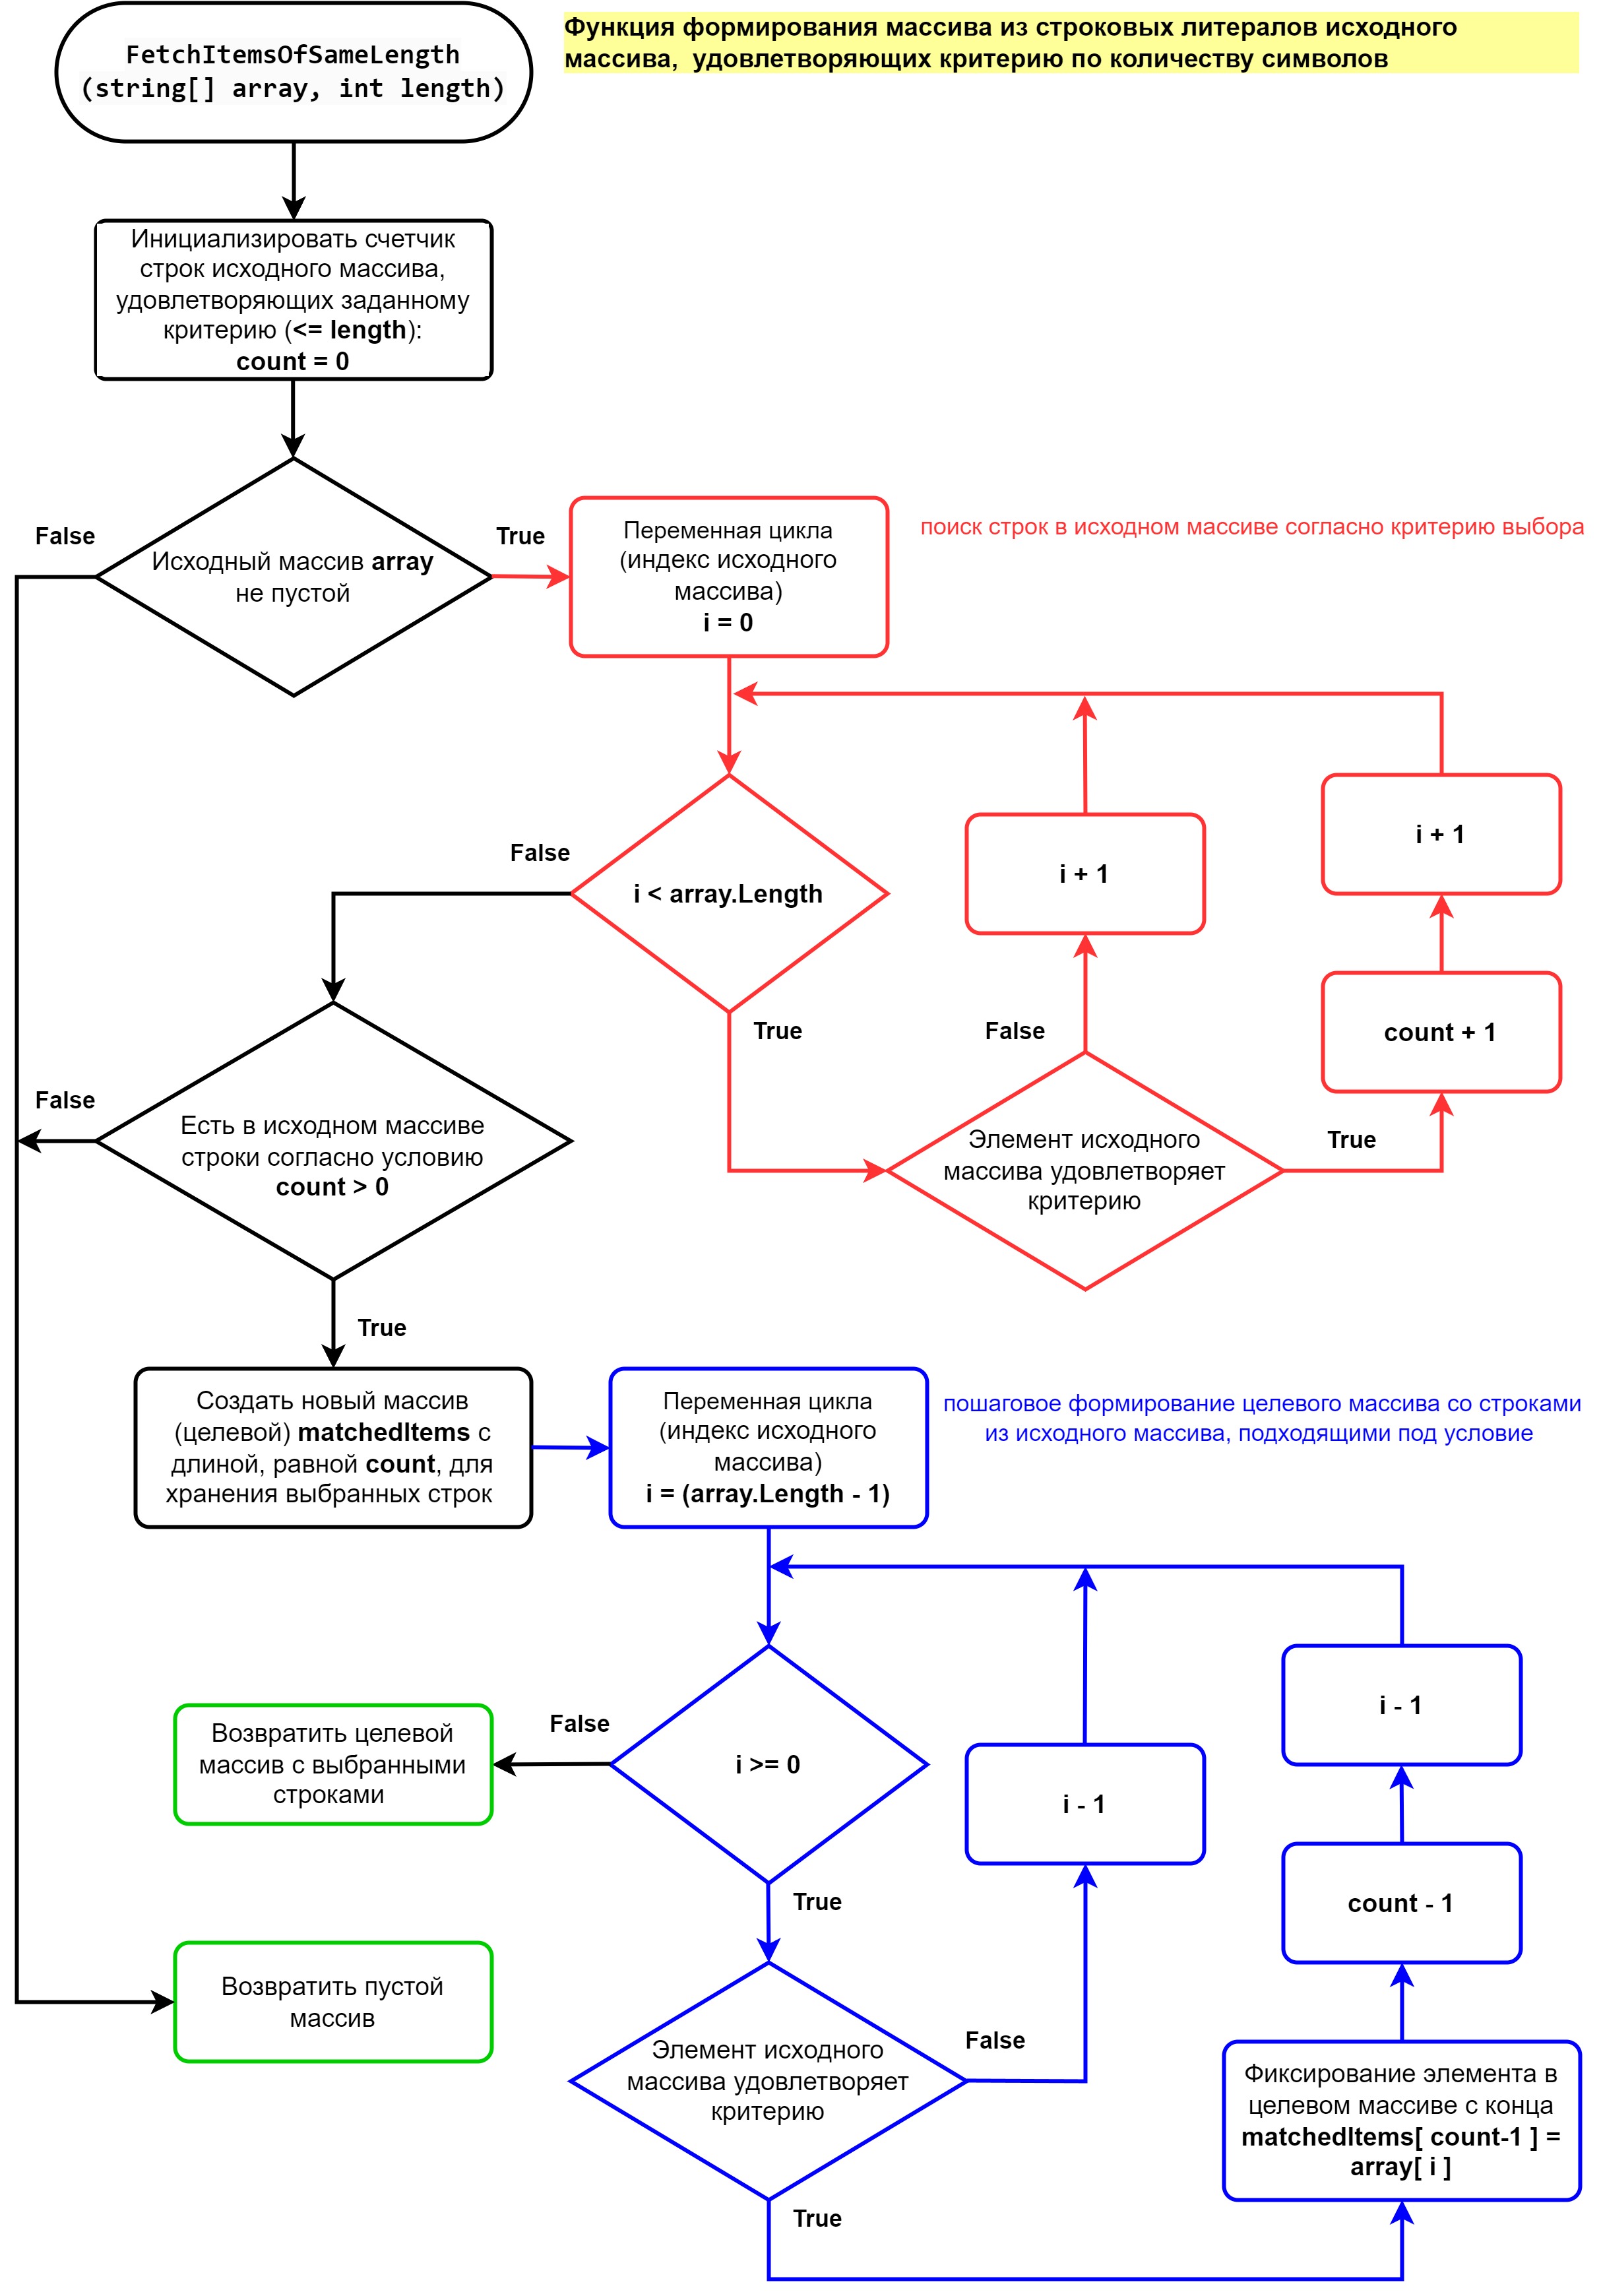 FetchItemsOfSameLength
(string[] array, int length)
Функция формирования массива из строковых литералов исходного
массива, удовлетворяющих критерию по количеству символов
Инициализировать счетчик
строк исходного массива,
удовлетворяющих заданному
критерию (<= length):
count = 0
False
Исходный массив array
не пустой
True
Переменная цикла
(индекс исходного
массива)
i = 0
поиск строк в исходном массиве согласно критерию выбора
i < array.Length
False
True
i + 1
i + 1
count + 1
False
Элемент исходного
массива удовлетворяет
критерию
True
False
Есть в исходном массиве
строки согласно условию
count > 0
True
Создать новый массив
(целевой) matchedItems с
длиной, равной count, для
хранения выбранных строк
Переменная цикла
(индекс исходного
массива)
i = (array.Length - 1)
пошаговое формирование целевого массива со строками
из исходного массива, подходящими под условие
Возвратить целевой
массив с выбранными
строками
False
i >= 0
True
i - 1
i - 1
count - 1
Возвратить пустой
массив
Элемент исходного
массива удовлетворяет
критерию
False
True
Фиксирование элемента в
целевом массиве с конца
matchedItems[ count-1 ] =
array[ i ]